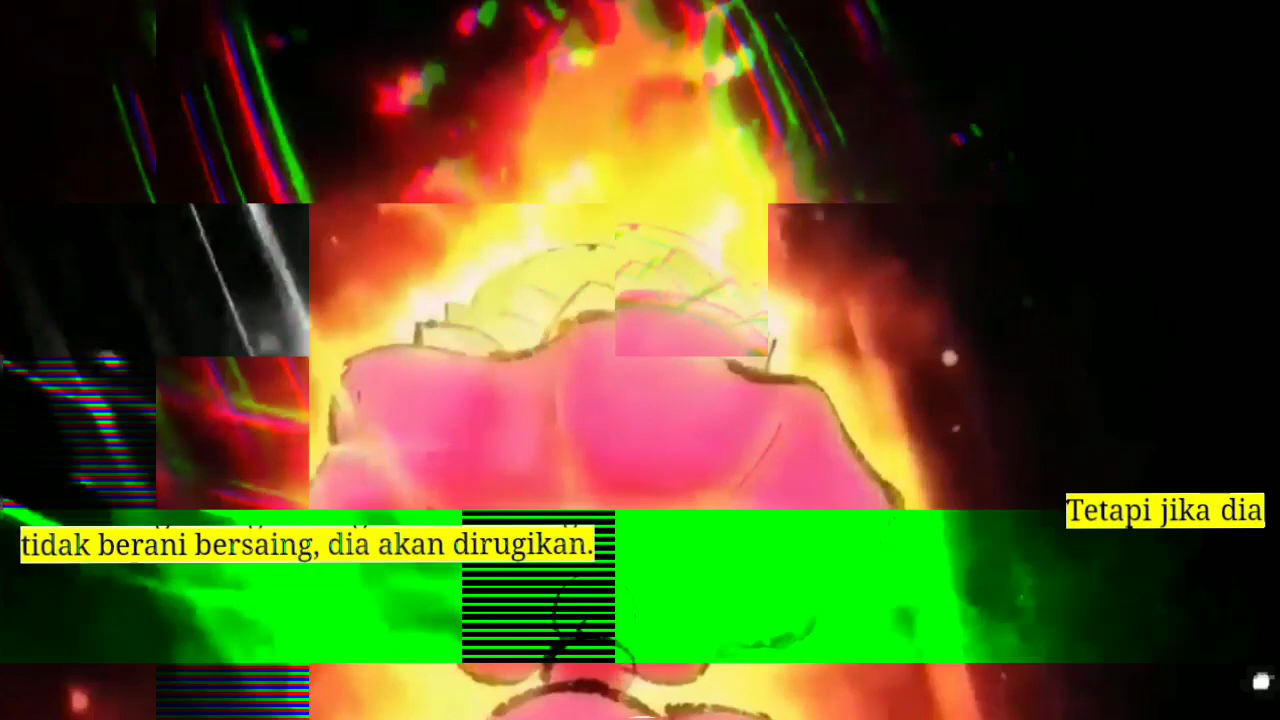 Tetapi jika dia
tidak berani bersaing, dia akan dirugikan.